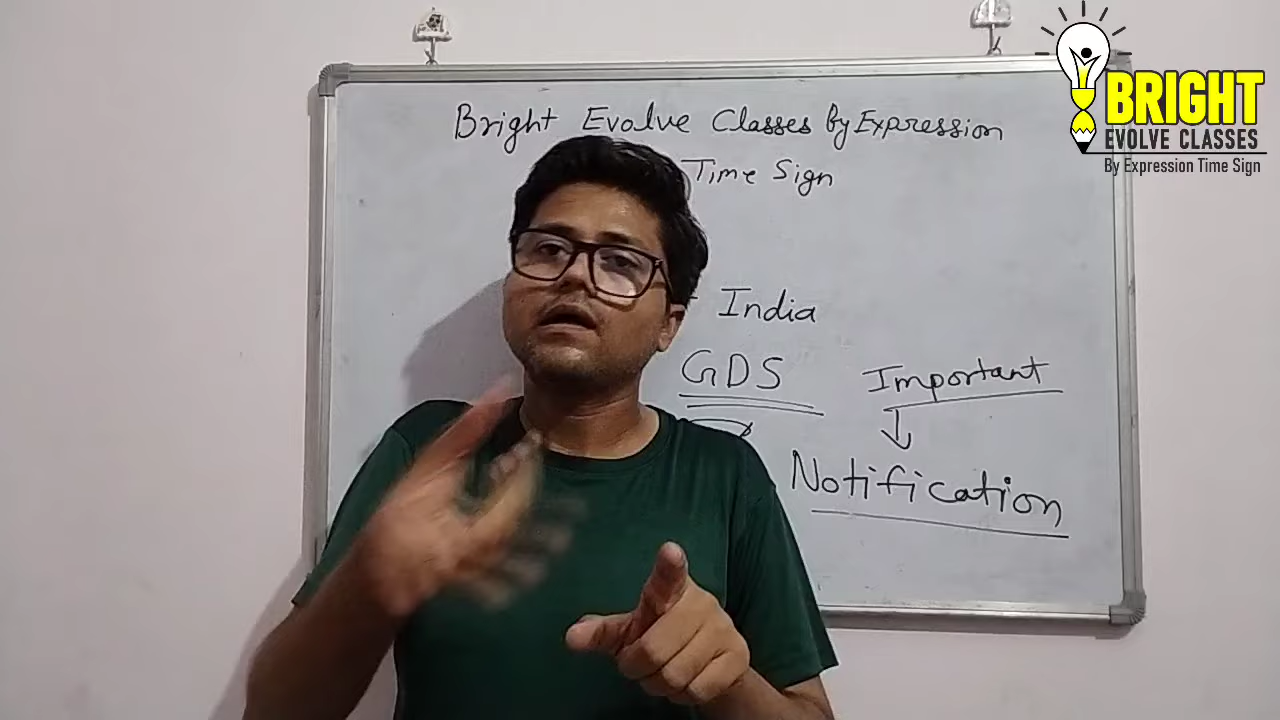 Bright Evolve Classes By Expression
Time Sign
India
GDS
Important
Notification
BRIGHT
EVOLVE CLASSES
By Expression Time Sign